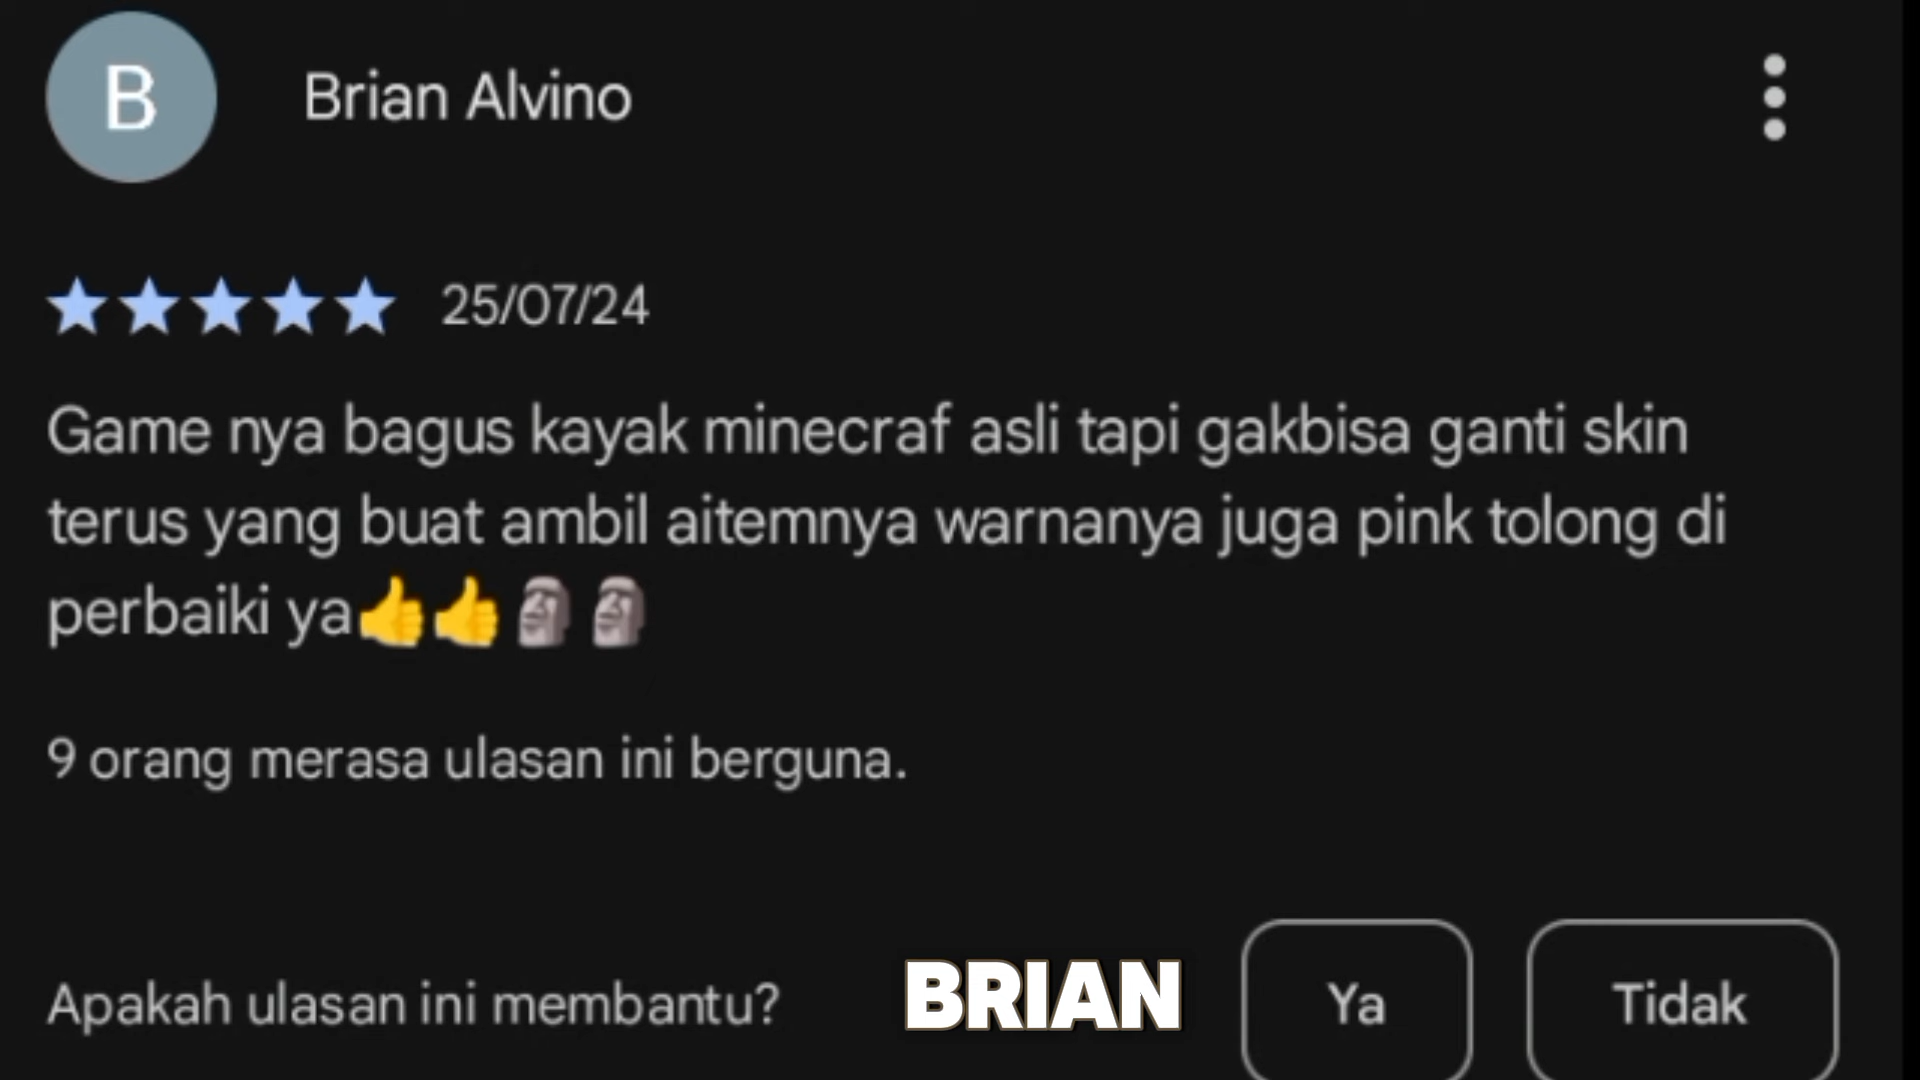 B
Brian Alvino
25/07/24
Game nya bagus kayak minecraf asli tapi gakbisa ganti skin
terus yang buat ambil aitemnya warnanya juga pink tolong di
perbaiki ya👍👍🗿🗿
9 orang merasa ulasan ini berguna.
Apakah ulasan ini membantu?
BRIAN
Ya
Tidak